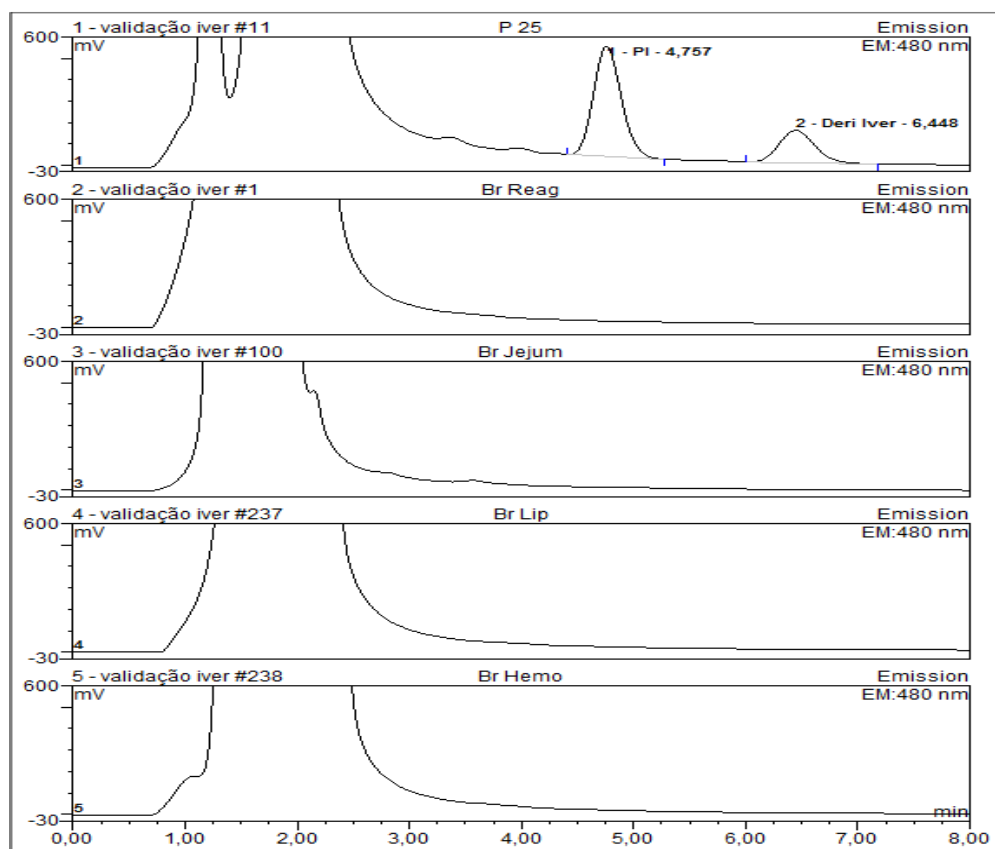 1 - validação iver #11 P 25 Emission
600 mV EM:480 nm
1 - PI - 4,757
2 - Deri Iver - 6,448
1
-30
2 - validação iver #1 Br Reag Emission
600 mV EM:480 nm
2
-30
3 - validação iver #100 Br Jejum Emission
600 mV EM:480 nm
3
-30
4 - validação iver #237 Br Lip Emission
600 mV EM:480 nm
4
-30
5 - validação iver #238 Br Hemo Emission
600 mV EM:480 nm
5 min
-30
0,00 1,00 2,00 3,00 4,00 5,00 6,00 7,00 8,00